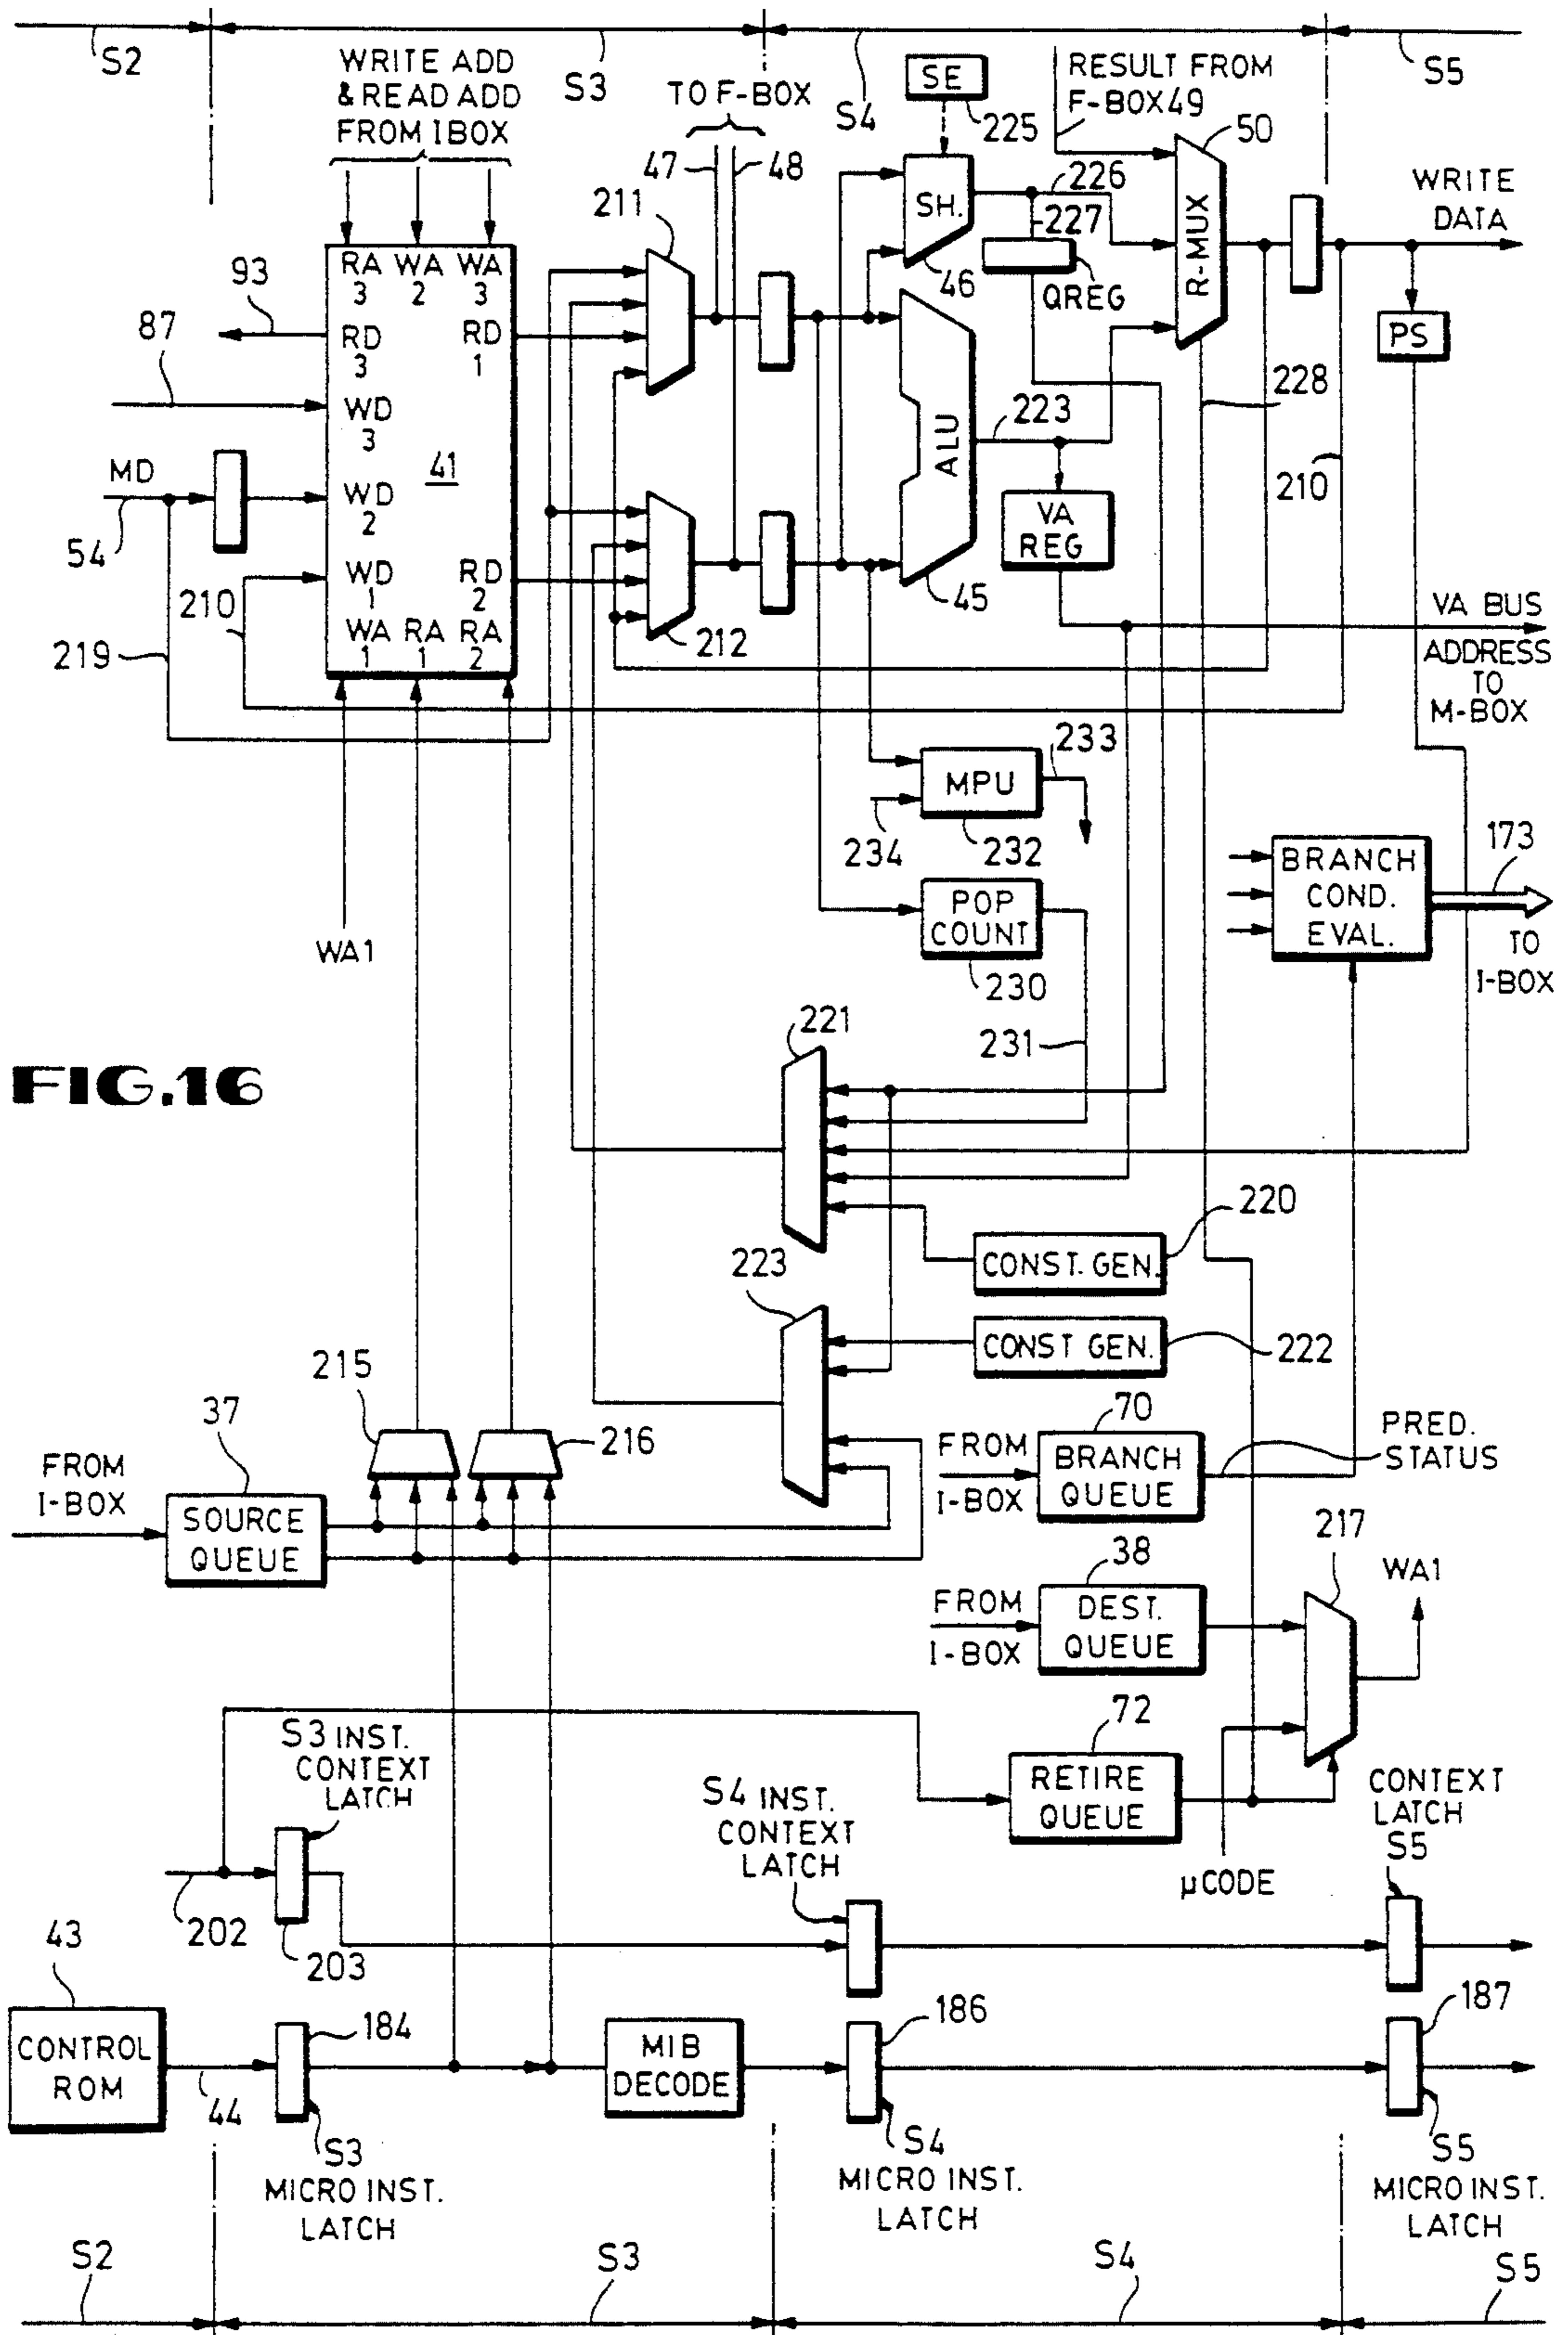 S2
S3
S4
S5
WRITE ADD
& READ ADD
FROM IBOX
TO F-BOX
47
48
SE
225
RESULT FROM
F-BOX49
50
211
SH.
46
226
227
QREG
R-MUX
WRITE
DATA
PS
93
87
RA WA WA
3 2 3
RD
3
RD
1
WD
3
41
MD
54
WD
2
WD
1
RD
2
WA RA RA
1 1 2
210
219
212
ALU
45
223
VA
REG
228
210
VA BUS
ADDRESS
TO
M-BOX
MPU
232
233
234
POP
COUNT
230
231
BRANCH
COND.
EVAL.
173
TO
I-BOX
WA1
FIG.16
221
CONST. GEN.
220
223
CONST GEN.
222
215
216
37
FROM
I-BOX
SOURCE
QUEUE
70
FROM
I-BOX
BRANCH
QUEUE
PRED.
STATUS
38
FROM
I-BOX
DEST.
QUEUE
217
WA1
72
RETIRE
QUEUE
µCODE
S3 INST.
CONTEXT
LATCH
202
203
S4 INST.
CONTEXT
LATCH
CONTEXT
LATCH
S5
43
CONTROL
ROM
44
184
S3
MICRO INST.
LATCH
MIB
DECODE
186
S4
MICRO INST.
LATCH
187
S5
MICRO INST.
LATCH
S2
S3
S4
S5